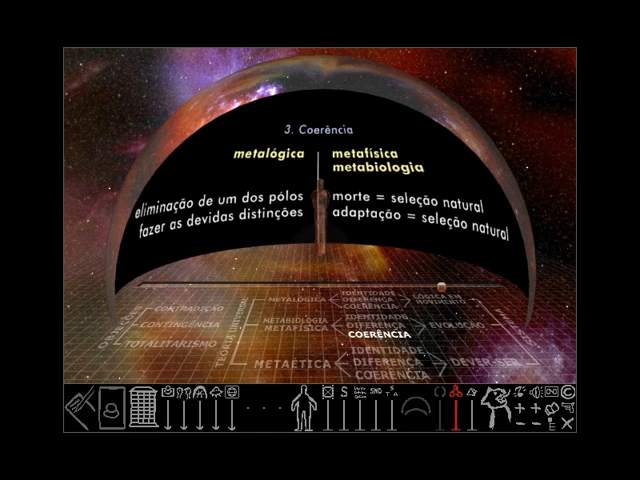 3. Coerência
metalógica
metafísica
metabiologia
eliminação de um dos pólos
fazer as devidas distinções
morte = seleção natural
adaptação = seleção natural
OBJEÇÕES
CONTRADIÇÃO
CONTINGÊNCIA
TOTALITARISMO
METALÓGICA
IDENTIDADE
DIFERENÇA
COERÊNCIA
LÓGICA EM
MOVIMENTO
METABIOLOGIA
METAFÍSICA
IDENTIDADE
DIFERENÇA
COERÊNCIA
EVOLUÇÃO
METAÉTICA
IDENTIDADE
DIFERENÇA
COERÊNCIA
DEVER-SER
S
SND